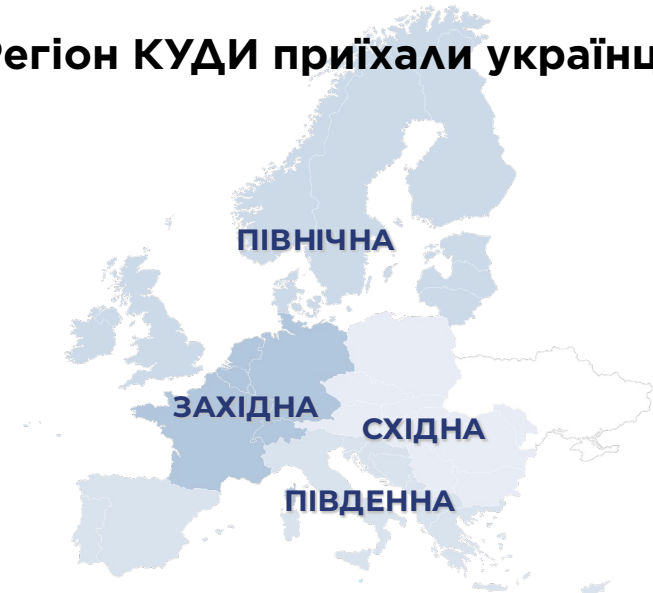 Регіон КУДИ приїхали українц
ПІВНІЧНА
ЗАХІДНА
СХІДНА
ПІВДЕННА